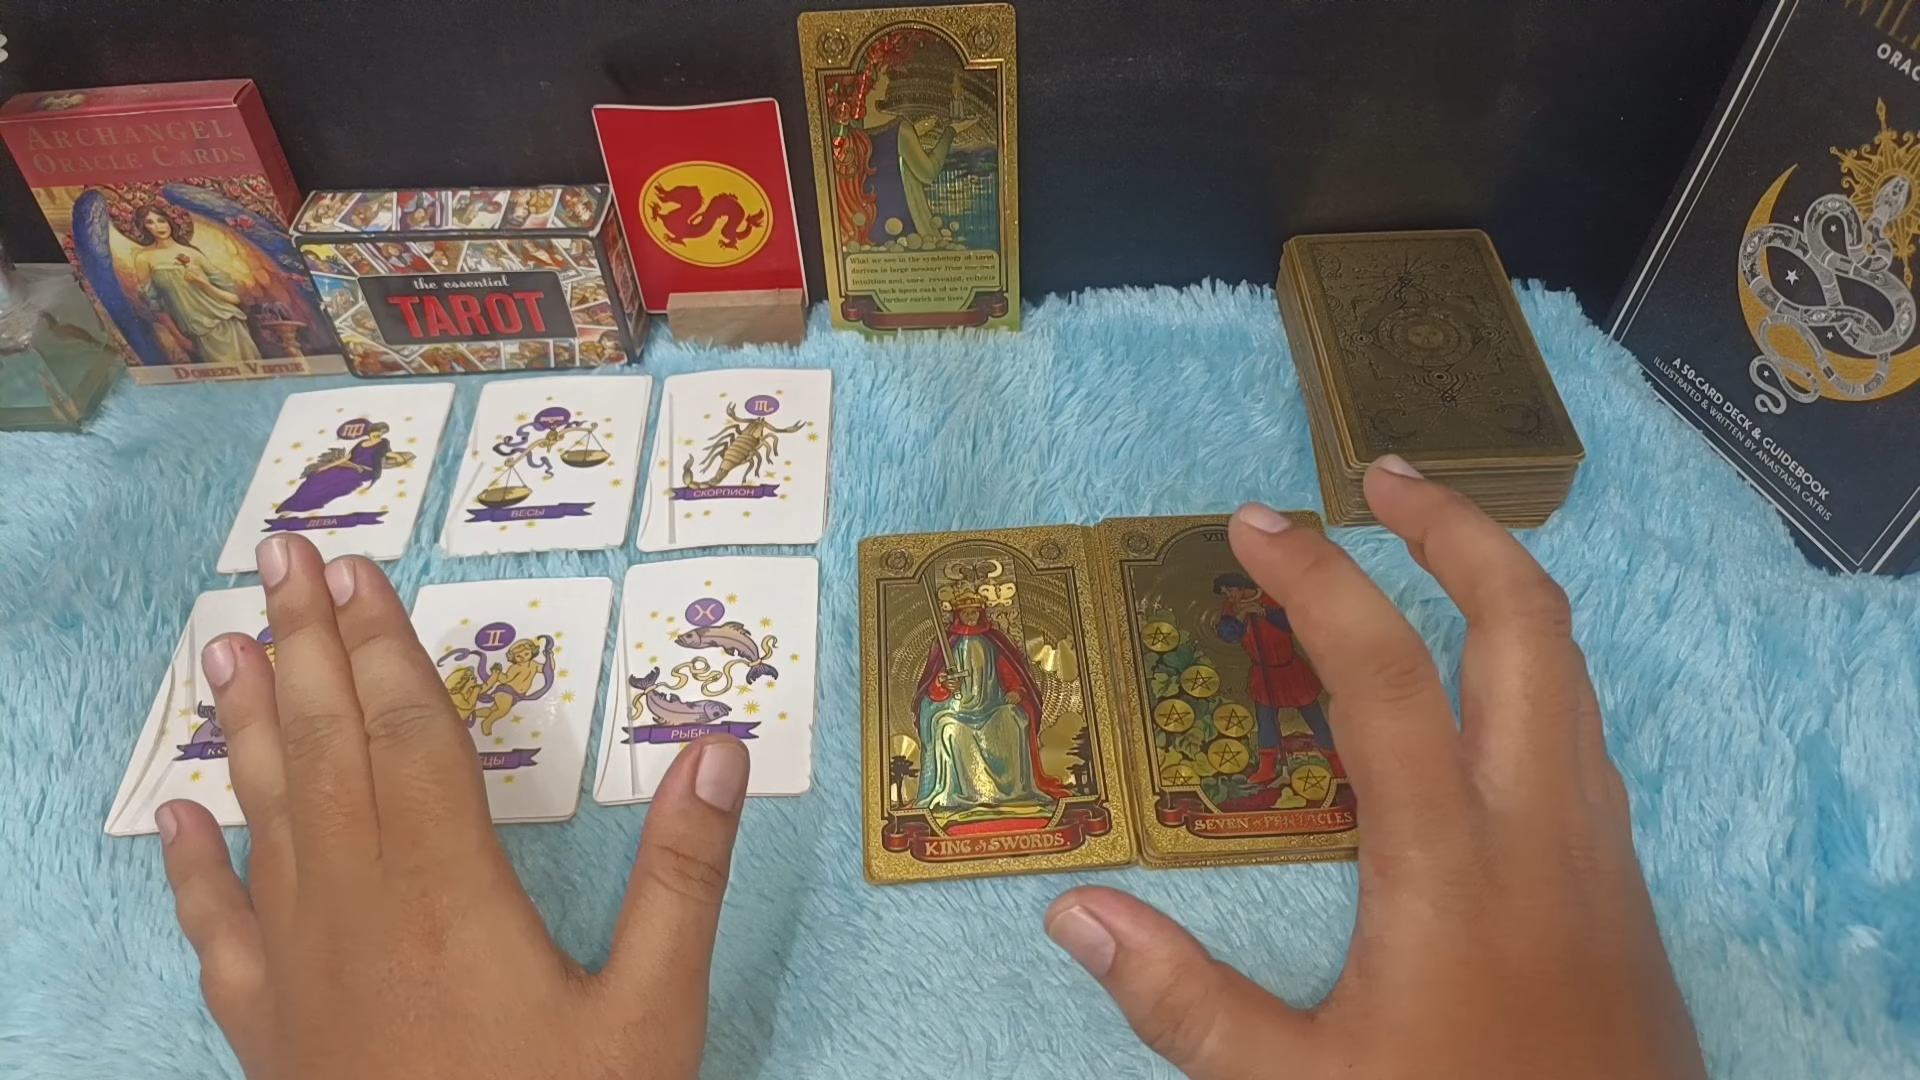 ARCHANGEL
ORACLE CARDS
DOREEN VIRTUE
the essential
TAROT
What we see in the symbology of tarot
derives in large measure from our own
intuition and, once revealed, reflects
back upon each of us to
further enrich our lives
ORAC
A 50-CARD DECK & GUIDEBOOK
ILLUSTRATED & WRITTEN BY ANASTASIA CATRIS
ДЕВА
ВЕСЫ
СКОРПИОН
КО
ЕЦЫ
РЫБЫ
KING of SWORDS.
VII
SEVEN of PENTACLES